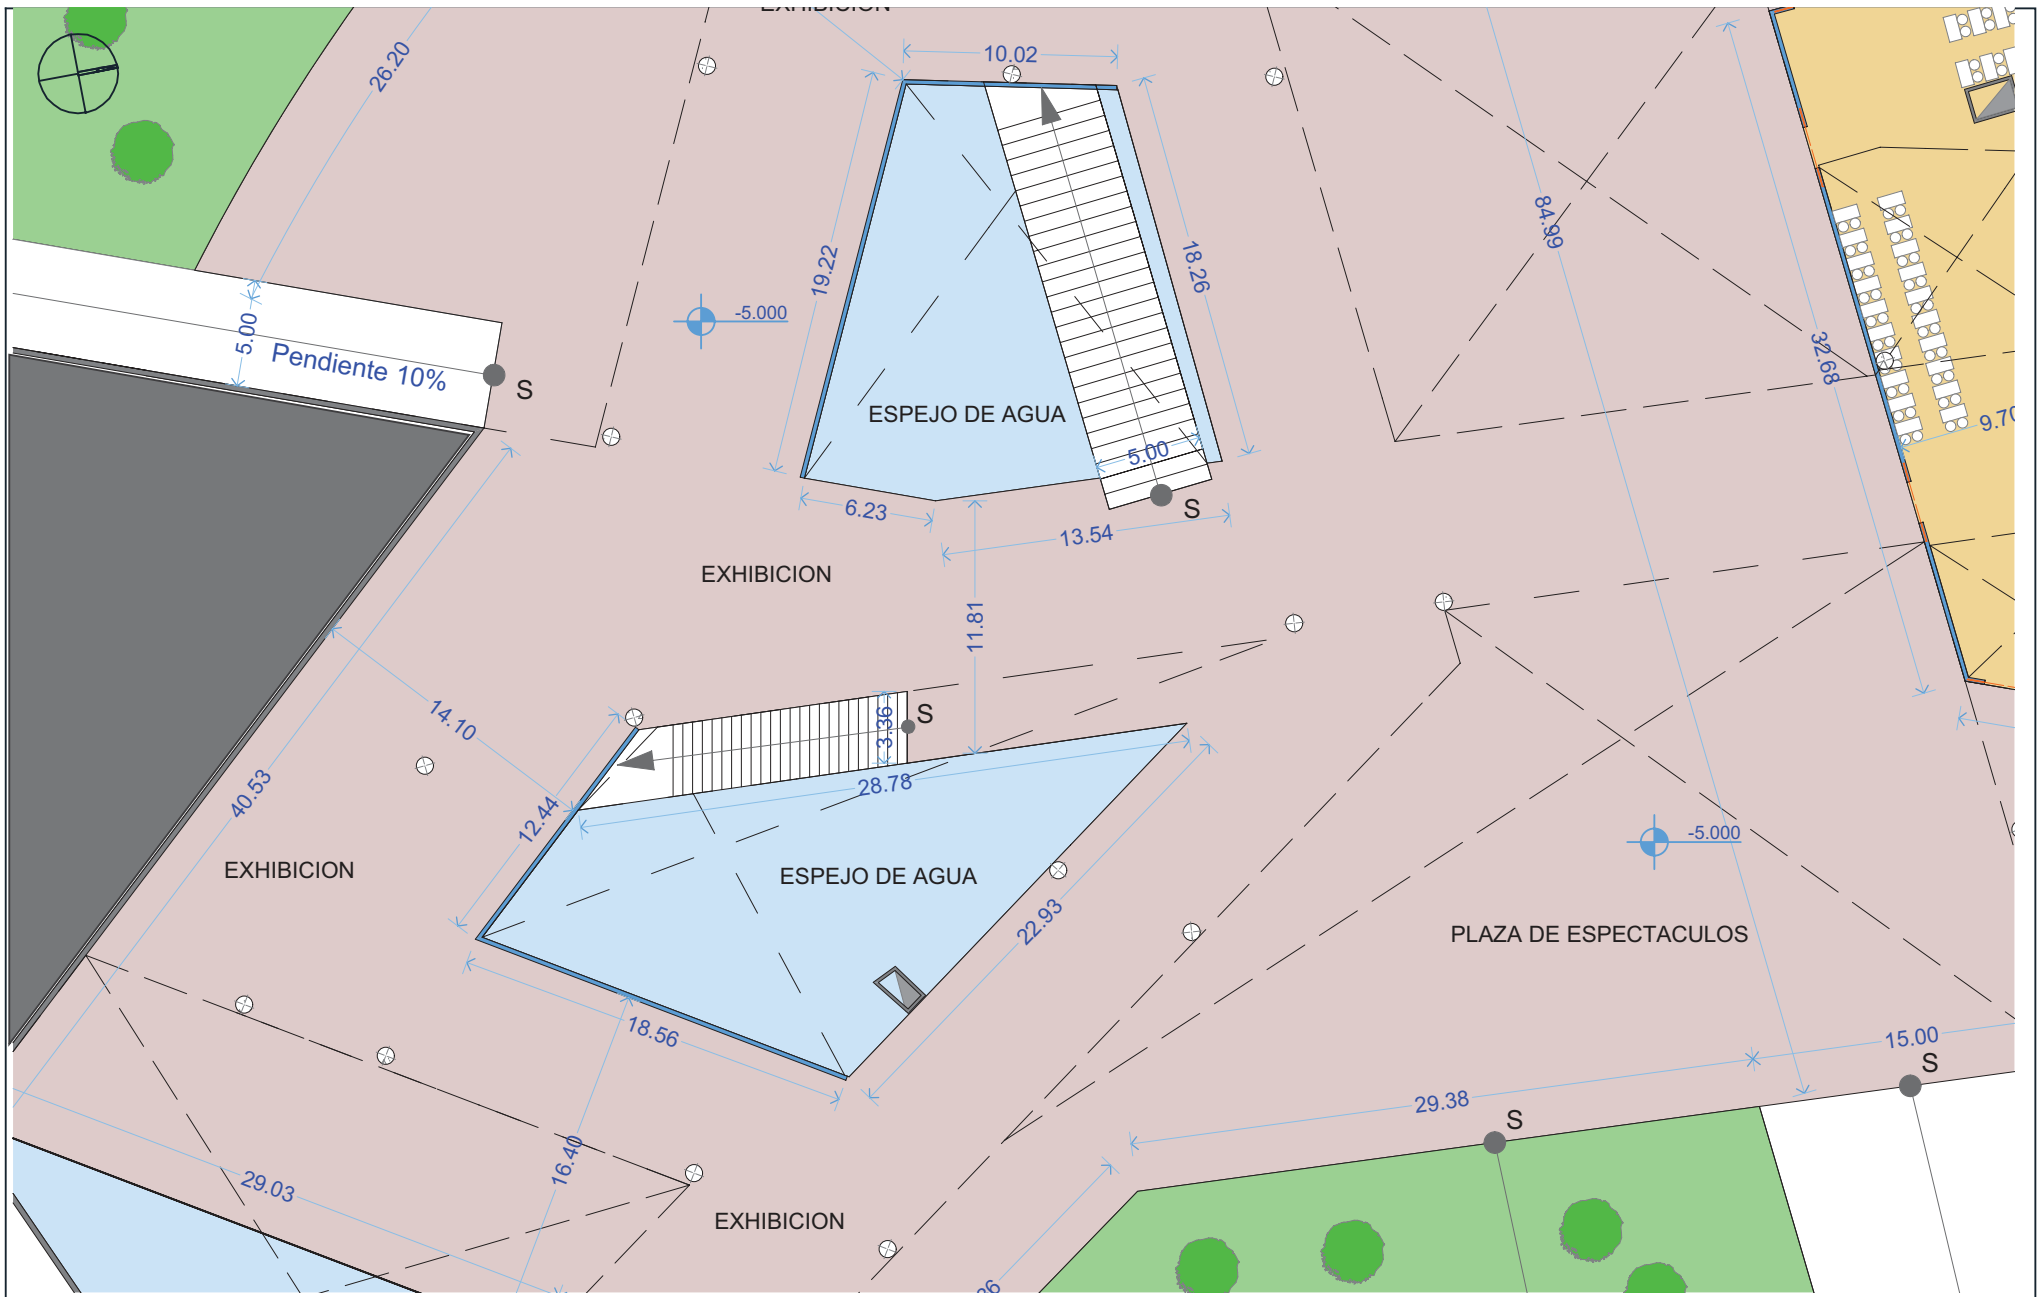 EXHIBICION
10.02
26.20
84.99
19.22
18.26
-5.000
5.00
Pendiente 10%
S
32.68
ESPEJO DE AGUA
9.70
5.00
6.23
S
13.54
EXHIBICION
11.81
14.10
S
3.36
28.78
40.53
12.44
-5.000
EXHIBICION
ESPEJO DE AGUA
22.93
PLAZA DE ESPECTACULOS
18.56
15.00
S
29.38
S
16.40
29.03
EXHIBICION